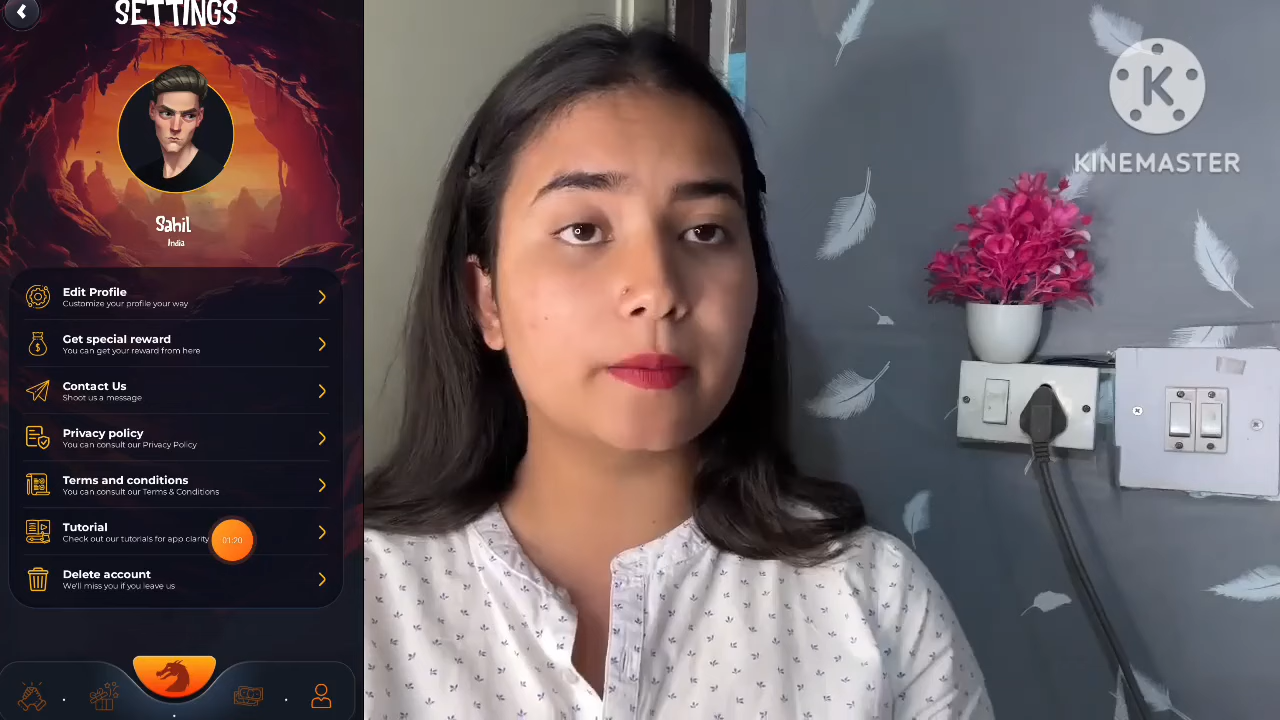 SETTINGS
Sahil
India
Edit Profile
Customize your profile your way
Get special reward
You can get your reward from here
Contact Us
Shoot us a message
Privacy policy
You can consult our Privacy Policy
Terms and conditions
You can consult our Terms & Conditions
Tutorial
Check out our tutorials for app clarity
01:20
Delete account
We'll miss you if you leave us
K
KINEMASTER